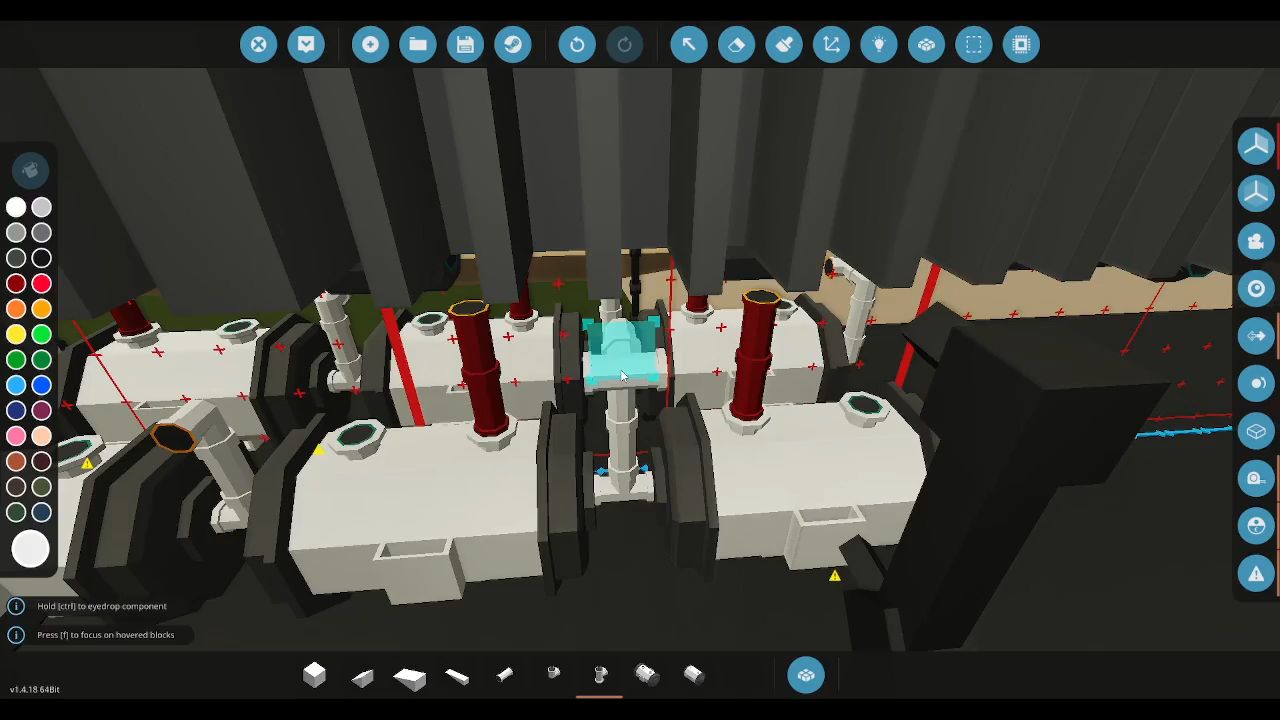 Hold [ctrl] to eyedrop component
Press [f] to focus on hovered blocks
v1.4.18 64Bit